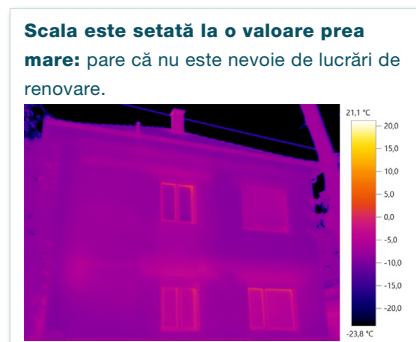 Scala este setată la o valoare prea
mare: pare că nu este nevoie de lucrări de
renovare.
21,1 °C
20,0
15,0
10,0
5,0
0,0
-5,0
-10,0
-15,0
-20,0
-23,8 °C